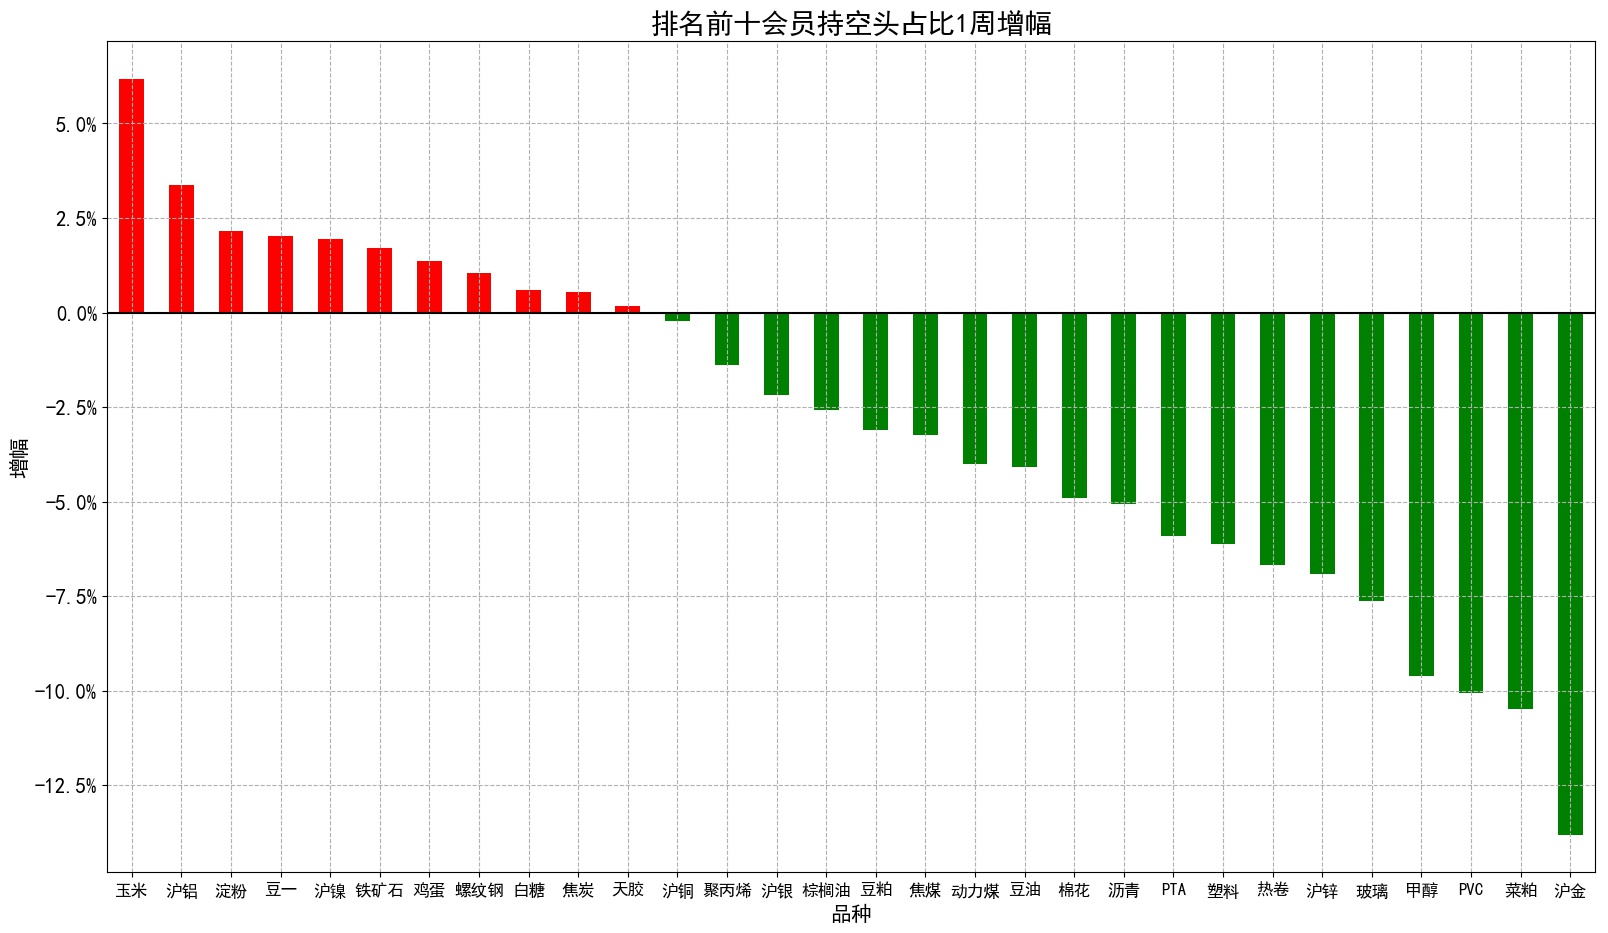 排名前十会员持空头占比1周增幅
5.0%
2.5%
0.0%
−2.5%
−5.0%
−7.5%
−10.0%
−12.5%
增幅
玉米 沪铝 淀粉 豆一 沪镍 铁矿石 鸡蛋 螺纹钢 白糖 焦炭 天胶 沪铜 聚丙烯 沪银 棕榈油 豆粕 焦煤 动力煤 豆油 棉花 沥青 PTA 塑料 热卷 沪锌 玻璃 甲醇 PVC 菜粕 沪金
品种